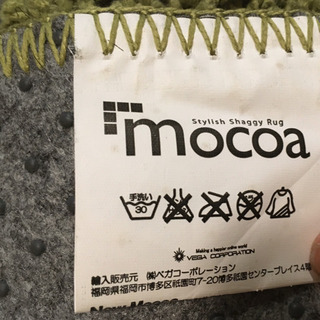 Stylish Shaggy Rug
mocoa
手洗い
30
Making a happier online world
VEGA CORPORATION
輸入販売元 ㈱ベガコーポレーション
福岡県福岡市博多区祇園町7-20博多祇園センタープレイス4階